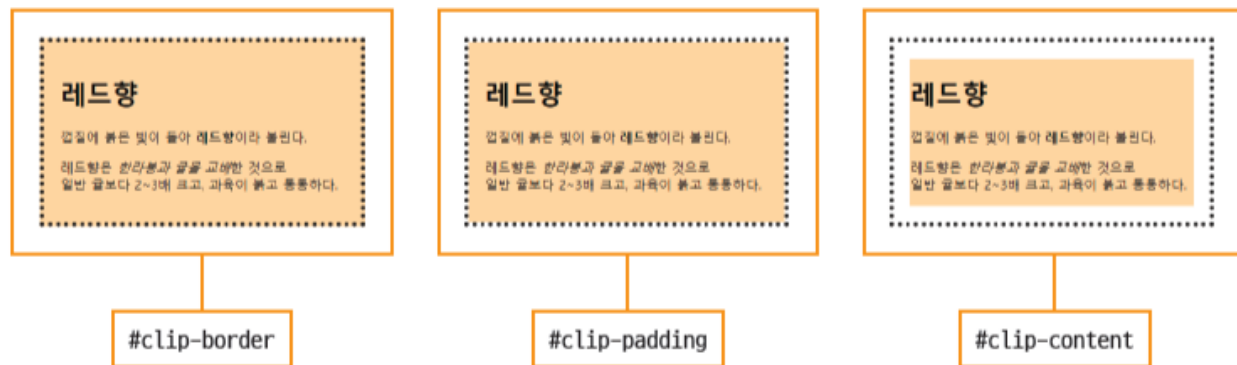 레드향
껍질에 붉은 빛이 돌아 레드향이라 불린다.
레드향은 한라봉과 귤을 교배한 것으로
일반 귤보다 2~3배 크고, 과육이 붉고 통통하다.
#clip-border
레드향
껍질에 붉은 빛이 돌아 레드향이라 불린다.
레드향은 한라봉과 귤을 교배한 것으로
일반 귤보다 2~3배 크고, 과육이 붉고 통통하다.
#clip-padding
레드향
껍질에 붉은 빛이 돌아 레드향이라 불린다.
레드향은 한라봉과 귤을 교배한 것으로
일반 귤보다 2~3배 크고, 과육이 붉고 통통하다.
#clip-content